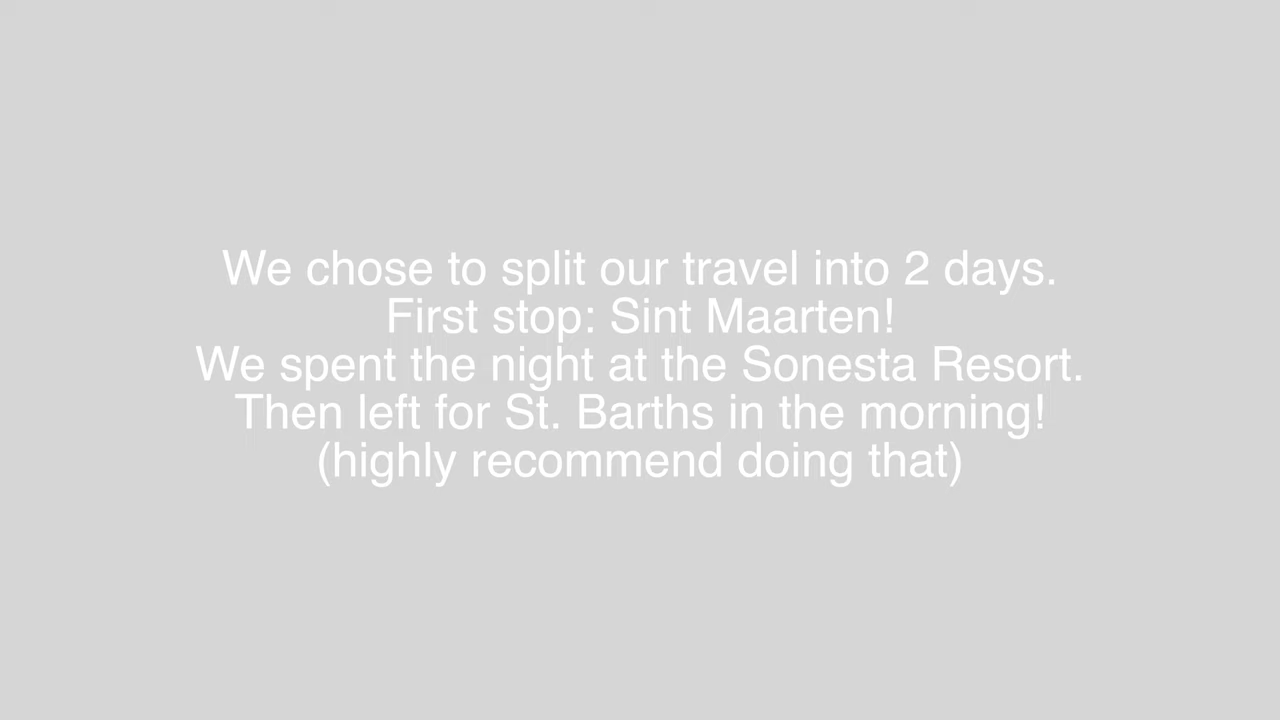 We chose to split our travel into 2 days.
First stop: Sint Maarten!
We spent the night at the Sonesta Resort.
Then left for St. Barths in the morning!
(highly recommend doing that)